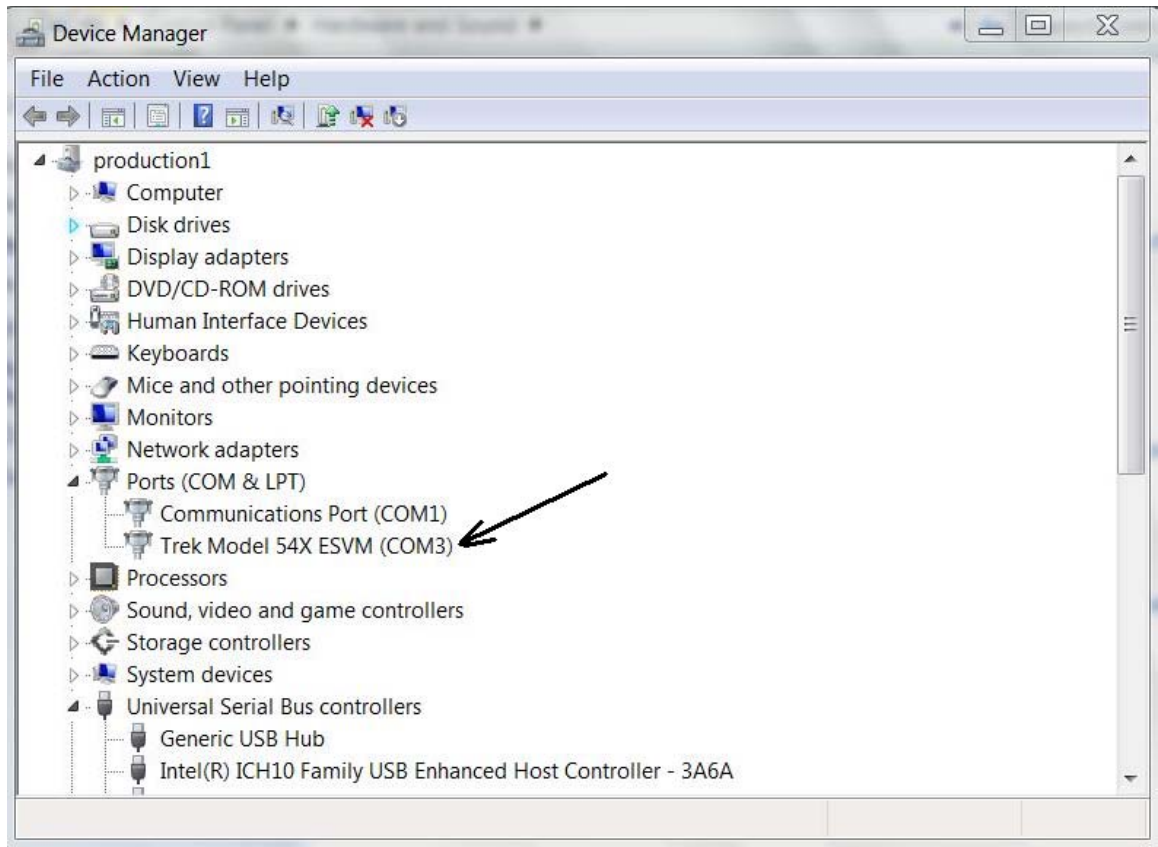 Device Manager
File Action View Help
production1
Computer
Disk drives
Display adapters
DVD/CD-ROM drives
Human Interface Devices
Keyboards
Mice and other pointing devices
Monitors
Network adapters
Ports (COM & LPT)
Communications Port (COM1)
Trek Model 54X ESVM (COM3)
Processors
Sound, video and game controllers
Storage controllers
System devices
Universal Serial Bus controllers
Generic USB Hub
Intel(R) ICH10 Family USB Enhanced Host Controller - 3A6A